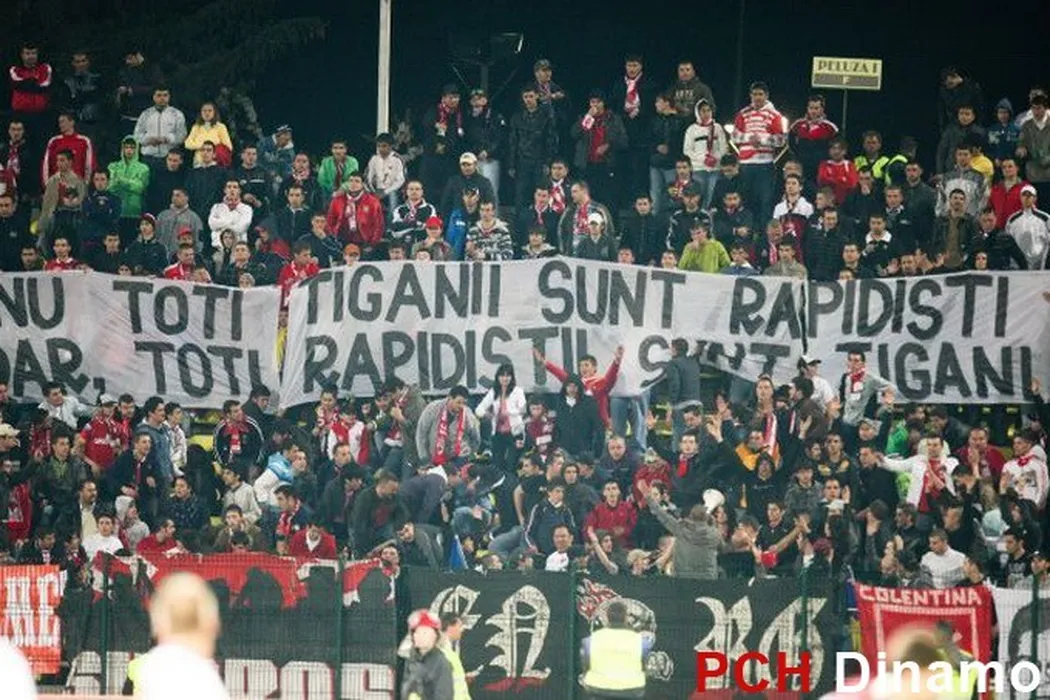 PELUZA I
F
NU TOTI TIGANII SUNT RAPIDISTI
DAR, TOTI RAPIDISTII SUNT TIGANI
COLENTINA
PCH Dinamo